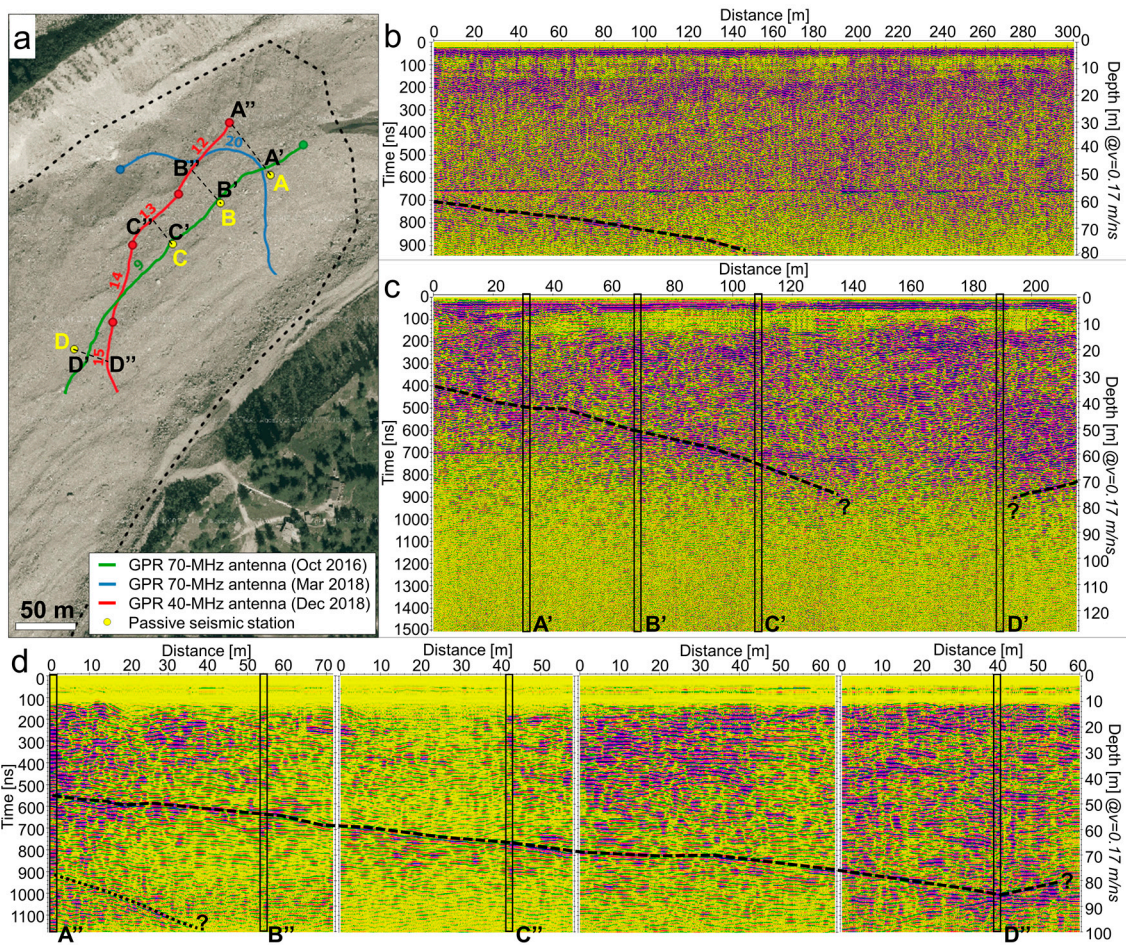 a
A’’
12
20
B’’
A’
A
B’
B
13
C’’
C’
C
9
14
D
D’
15
D’’
GPR 70-MHz antenna (Oct 2016)
GPR 70-MHz antenna (Mar 2018)
GPR 40-MHz antenna (Dec 2018)
Passive seismic station
50 m
b
Distance [m]
0 20 40 60 80 100 120 140 160 180 200 220 240 260 280 300
Time [ns]
0
100
200
300
400
500
600
700
800
900
0
10
20
30
40
50
60
70
80
Depth [m] @v=0.17 m/ns
c
Distance [m]
0 20 40 60 80 100 120 140 160 180 200
Time [ns]
0
100
200
300
400
500
600
700
800
900
1000
1100
1200
1300
1400
1500
0
10
20
30
40
50
60
70
80
90
100
110
120
Depth [m] @v=0.17 m/ns
?
?
A’
B’
C’
D’
d
Distance [m] Distance [m] Distance [m] Distance [m]
0 10 20 30 40 50 60 70 0 10 20 30 40 50 0 10 20 30 40 50 60 0 10 20 30 40 50 60
Time [ns]
0
100
200
300
400
500
600
700
800
900
1000
1100
0
10
20
30
40
50
60
70
80
90
100
Depth [m] @v=0.17 m/ns
?
?
A’’
B’’
C’’
D’’